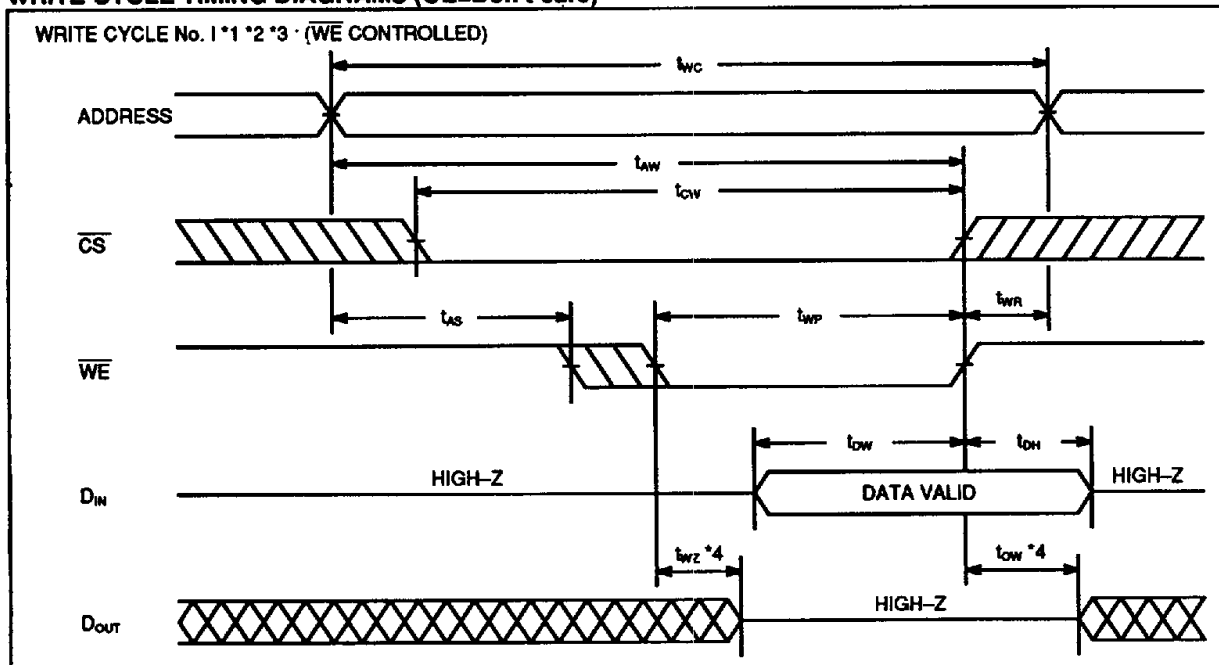 WRITE CYCLE No. I *1 *2 *3 · (WE CONTROLLED)
tWC
ADDRESS
tAW
tCW
CS
tAS
tWP
tWR
WE
tDW
tDH
DIN
HIGH–Z
DATA VALID
HIGH–Z
tWZ *4
tOW *4
DOUT
HIGH–Z